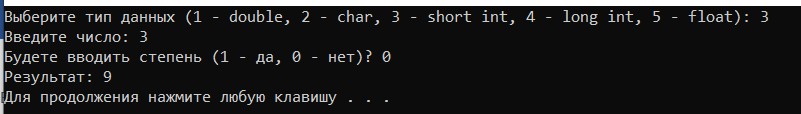 Выберите тип данных (1 - double, 2 - char, 3 - short int, 4 - long int, 5 - float): 3
Введите число: 3
Будете вводить степень (1 - да, 0 - нет)? 0
Результат: 9
Для продолжения нажмите любую клавишу . . .